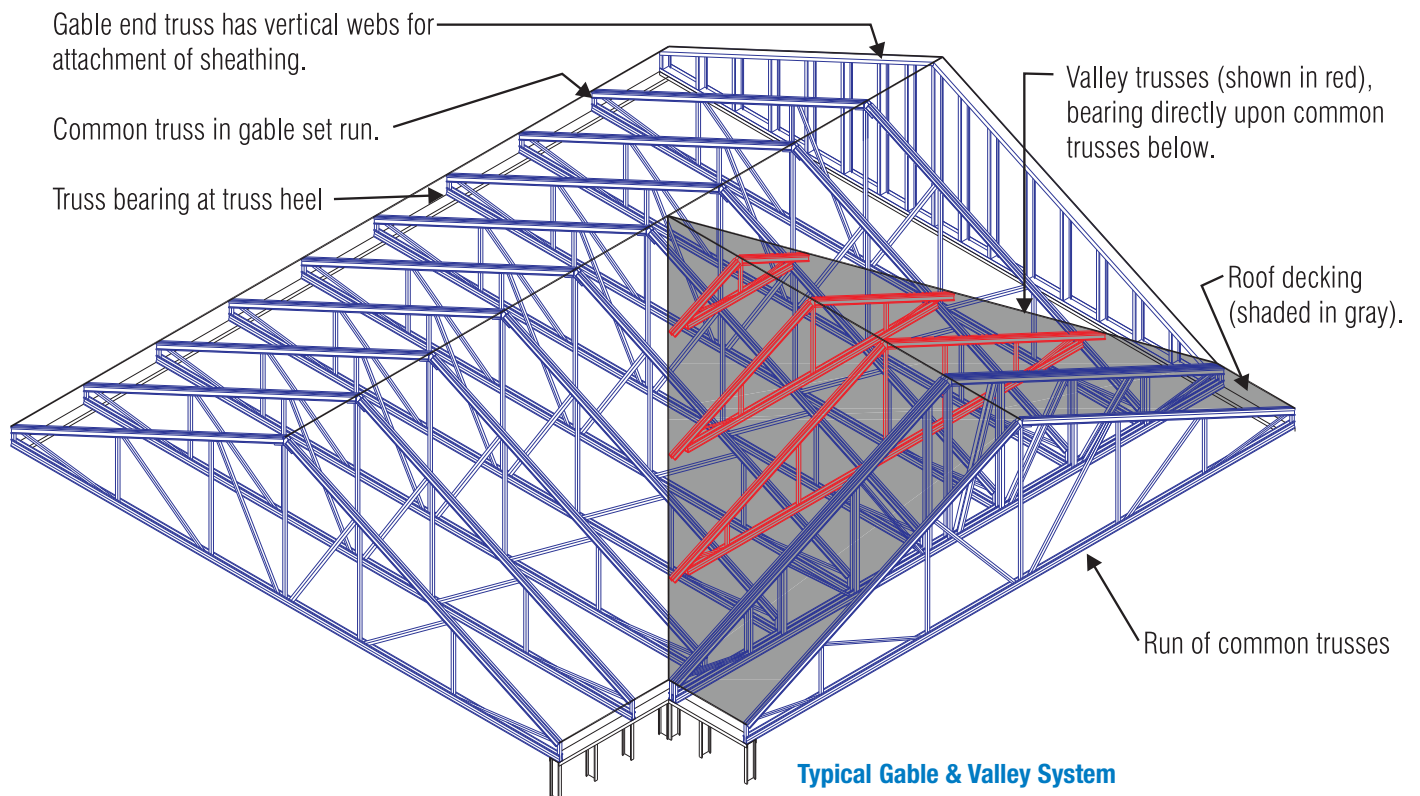 Gable end truss has vertical webs for
attachment of sheathing.
Common truss in gable set run.
Truss bearing at truss heel
Valley trusses (shown in red),
bearing directly upon common
trusses below.
Roof decking
(shaded in gray).
Run of common trusses
Typical Gable & Valley System